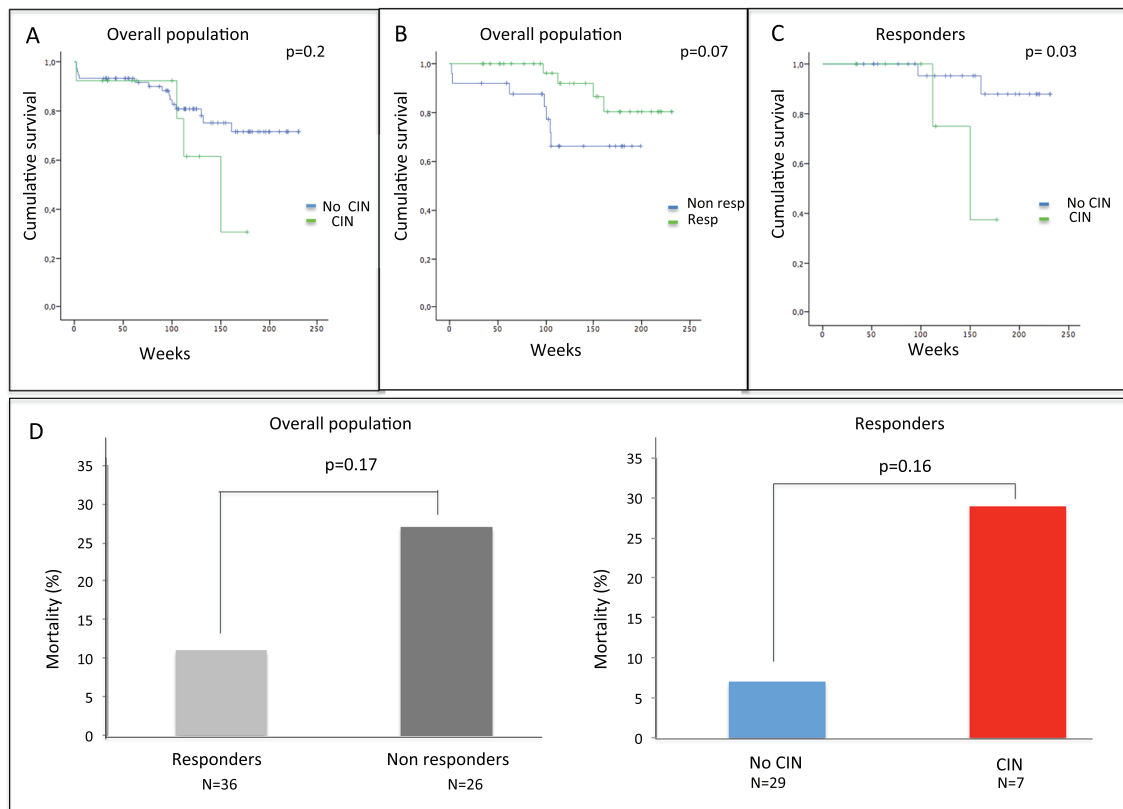 A
Overall population
p=0.2
Cumulative survival
1,0
0,8
0,6
0,4
0,2
0,0
No CIN
CIN
0 50 100 150 200 250
Weeks
B
Overall population
p=0.07
Cumulative survival
1,0
0,8
0,6
0,4
0,2
0,0
Non resp
Resp
0 50 100 150 200 250
Weeks
C
Responders
p= 0.03
Cumulative survival
1,0
0,8
0,6
0,4
0,2
0,0
No CIN
CIN
0 50 100 150 200 250
Weeks
D
Overall population
p=0.17
Mortality (%)
35
30
25
20
15
10
5
0
Responders Non responders
N=36 N=26
Responders
p=0.16
Mortality (%)
35
30
25
20
15
10
5
0
No CIN CIN
N=29 N=7